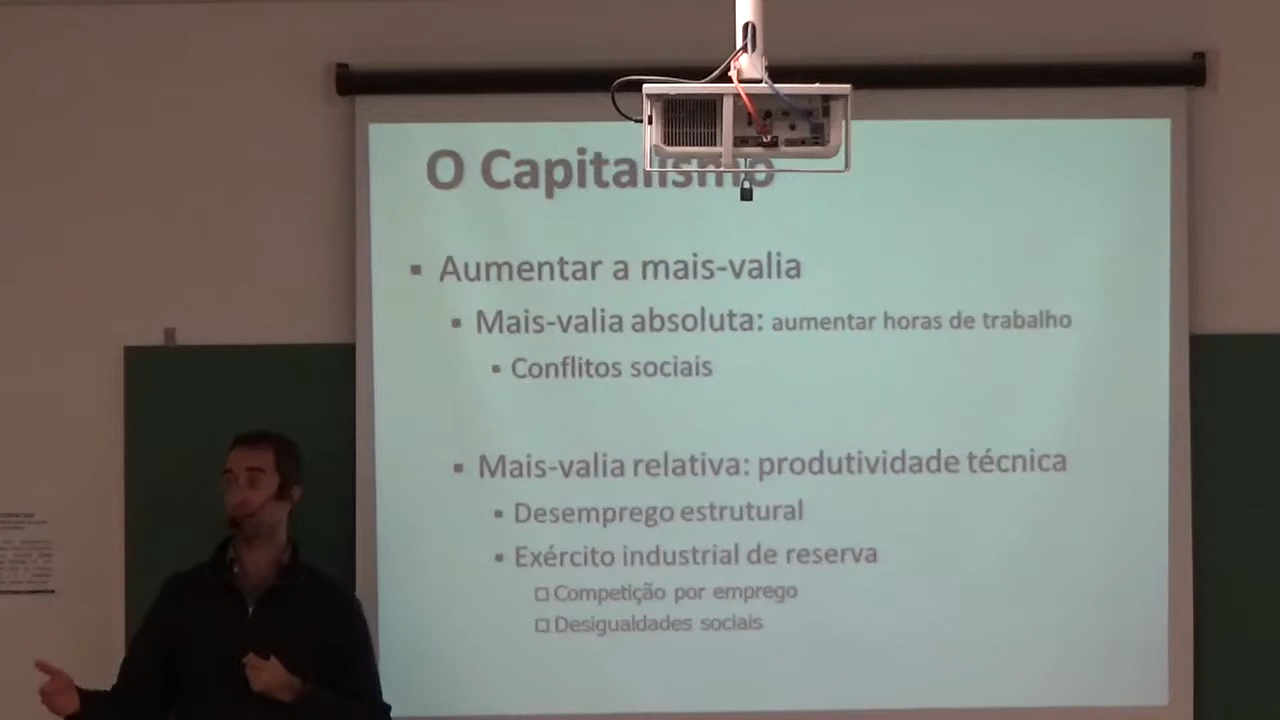 O Capitalismo
▪ Aumentar a mais-valia
▪ Mais-valia absoluta: aumentar horas de trabalho
▪ Conflitos sociais
▪ Mais-valia relativa: produtividade técnica
▪ Desemprego estrutural
▪ Exército industrial de reserva
□ Competição por emprego
□ Desigualdades sociais